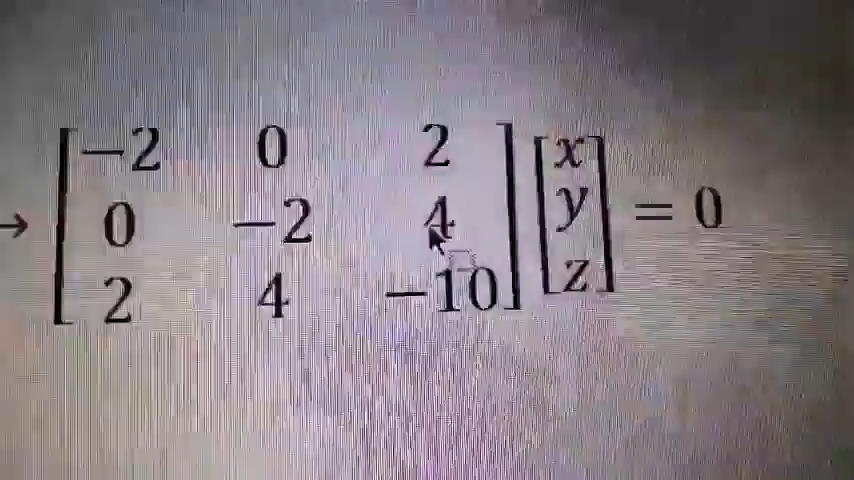 → [−2 0 2] [x]
[0 −2 4] [y] = 0
[2 4 −10] [z]